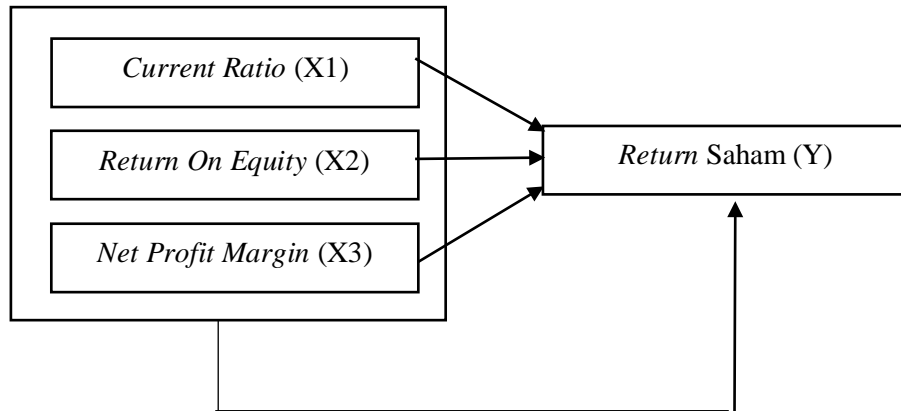 Current Ratio (X1)
Return On Equity (X2)
Return Saham (Y)
Net Profit Margin (X3)